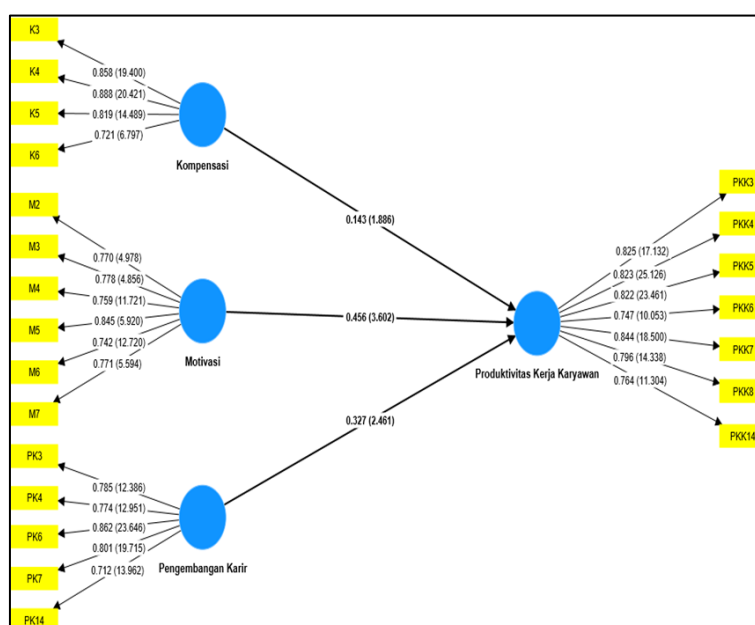 K3
K4
K5
K6
0.858 (19.400)
0.888 (20.421)
0.819 (14.489)
0.721 (6.797)
Kompensasi
M2
M3
M4
M5
M6
M7
0.770 (4.978)
0.778 (4.856)
0.759 (11.721)
0.845 (5.920)
0.742 (12.720)
0.771 (5.594)
Motivasi
PK3
PK4
PK6
PK7
PK14
0.785 (12.386)
0.774 (12.951)
0.862 (23.646)
0.801 (19.715)
0.712 (13.962)
Pengembangan Karir
0.143 (1.886)
0.456 (3.602)
0.327 (2.461)
Produktivitas Kerja Karyawan
0.825 (17.132)
0.823 (25.126)
0.822 (23.461)
0.747 (10.053)
0.844 (18.500)
0.796 (14.338)
0.764 (11.304)
PKK3
PKK4
PKK5
PKK6
PKK7
PKK8
PKK14